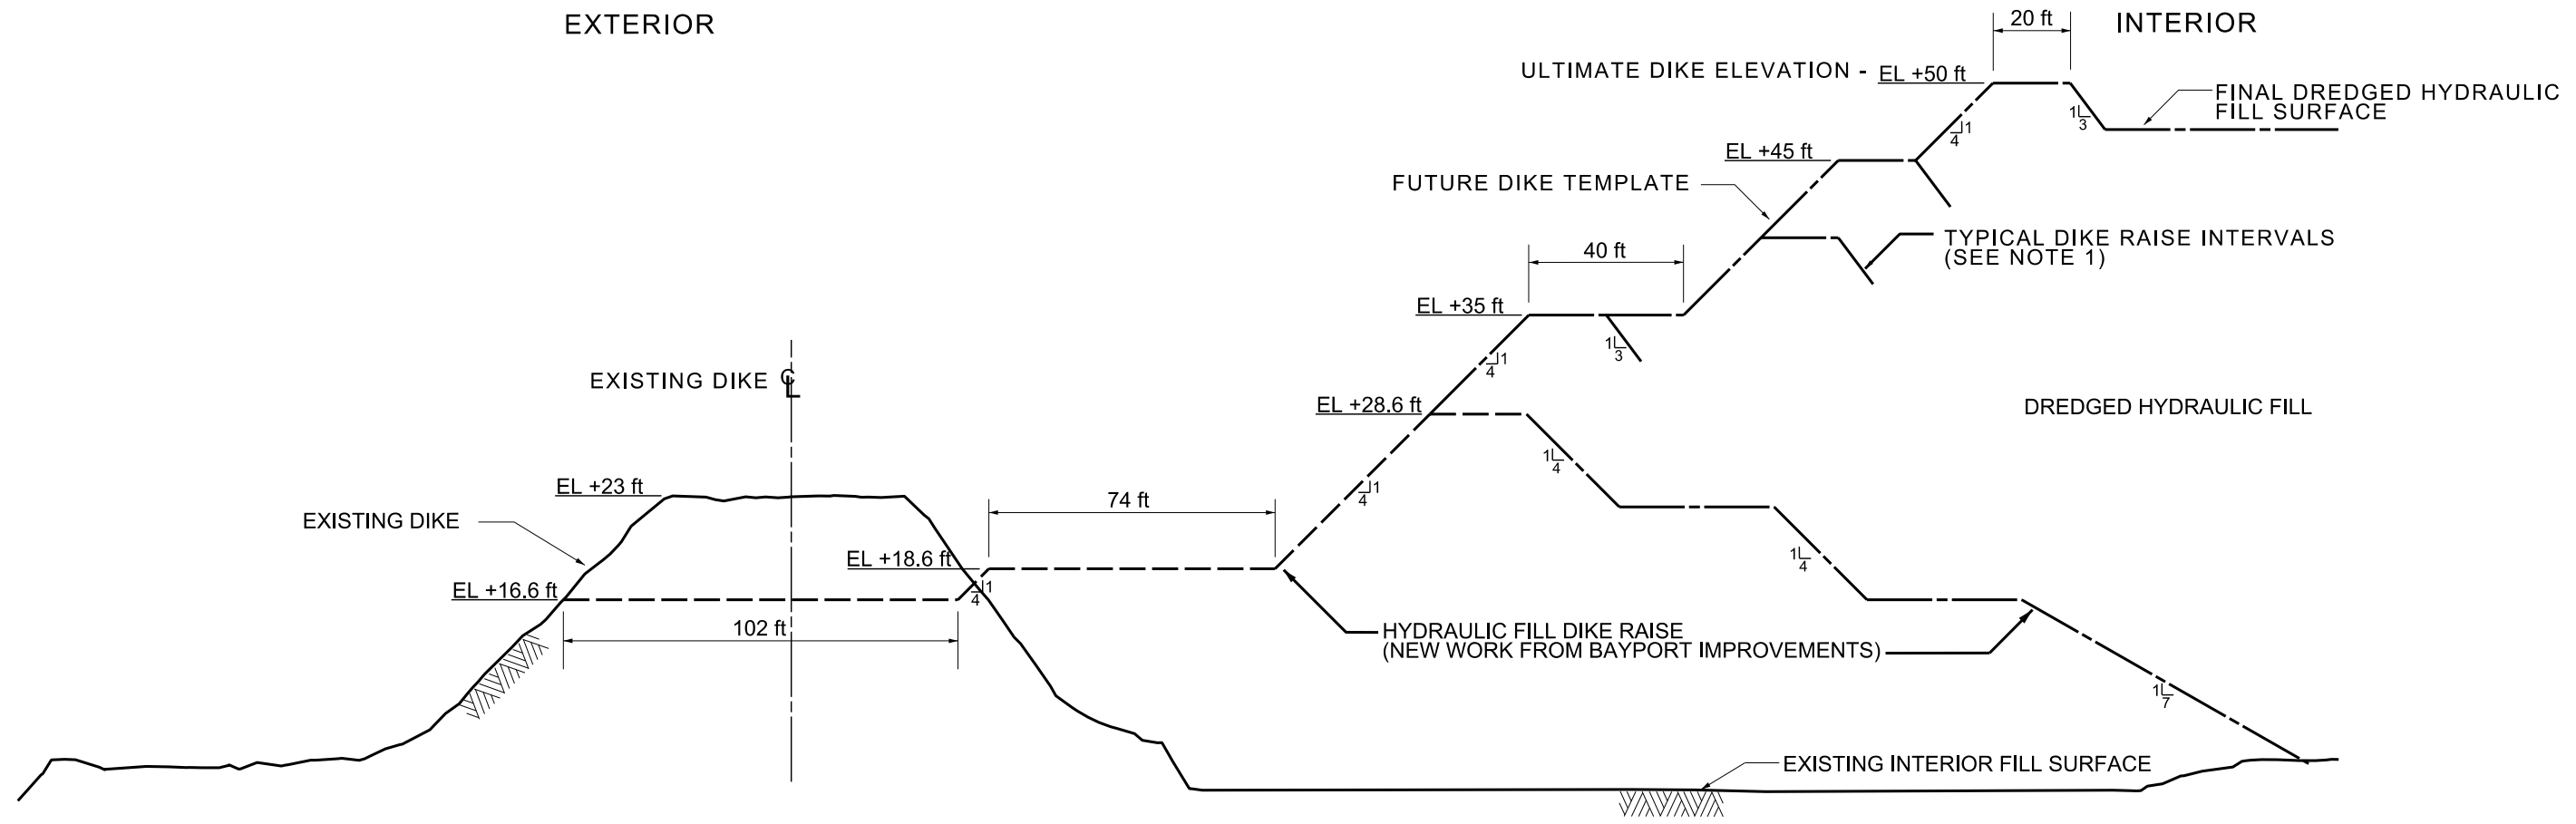 EXTERIOR
20 ft
INTERIOR
ULTIMATE DIKE ELEVATION - EL +50 ft
FINAL DREDGED HYDRAULIC
FILL SURFACE
1
3
1
4
EL +45 ft
FUTURE DIKE TEMPLATE
TYPICAL DIKE RAISE INTERVALS
(SEE NOTE 1)
40 ft
EL +35 ft
1
3
1
4
EXISTING DIKE ℄
EL +28.6 ft
DREDGED HYDRAULIC FILL
1
4
EL +23 ft
1
4
74 ft
EXISTING DIKE
EL +18.6 ft
1
4
EL +16.6 ft
1
4
102 ft
HYDRAULIC FILL DIKE RAISE
(NEW WORK FROM BAYPORT IMPROVEMENTS)
1
7
EXISTING INTERIOR FILL SURFACE